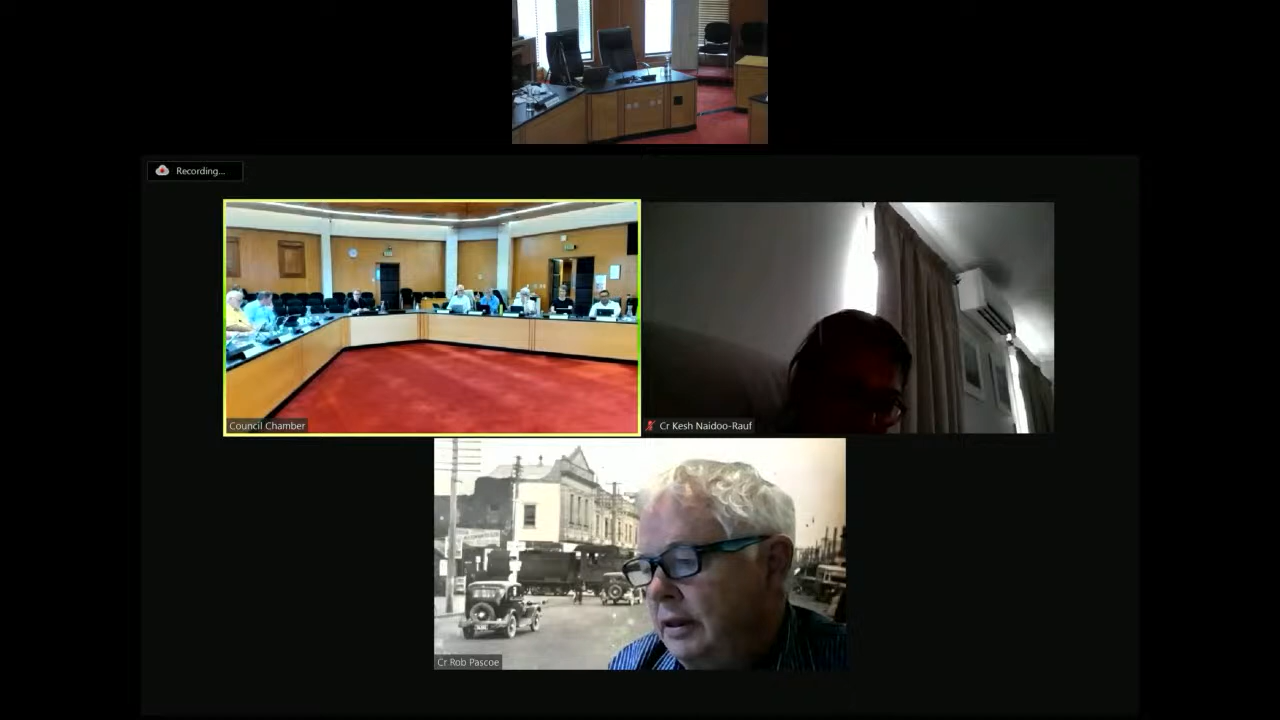 Recording...
Council Chamber
Cr Kesh Naidoo-Rauf
Cr Rob Pascoe